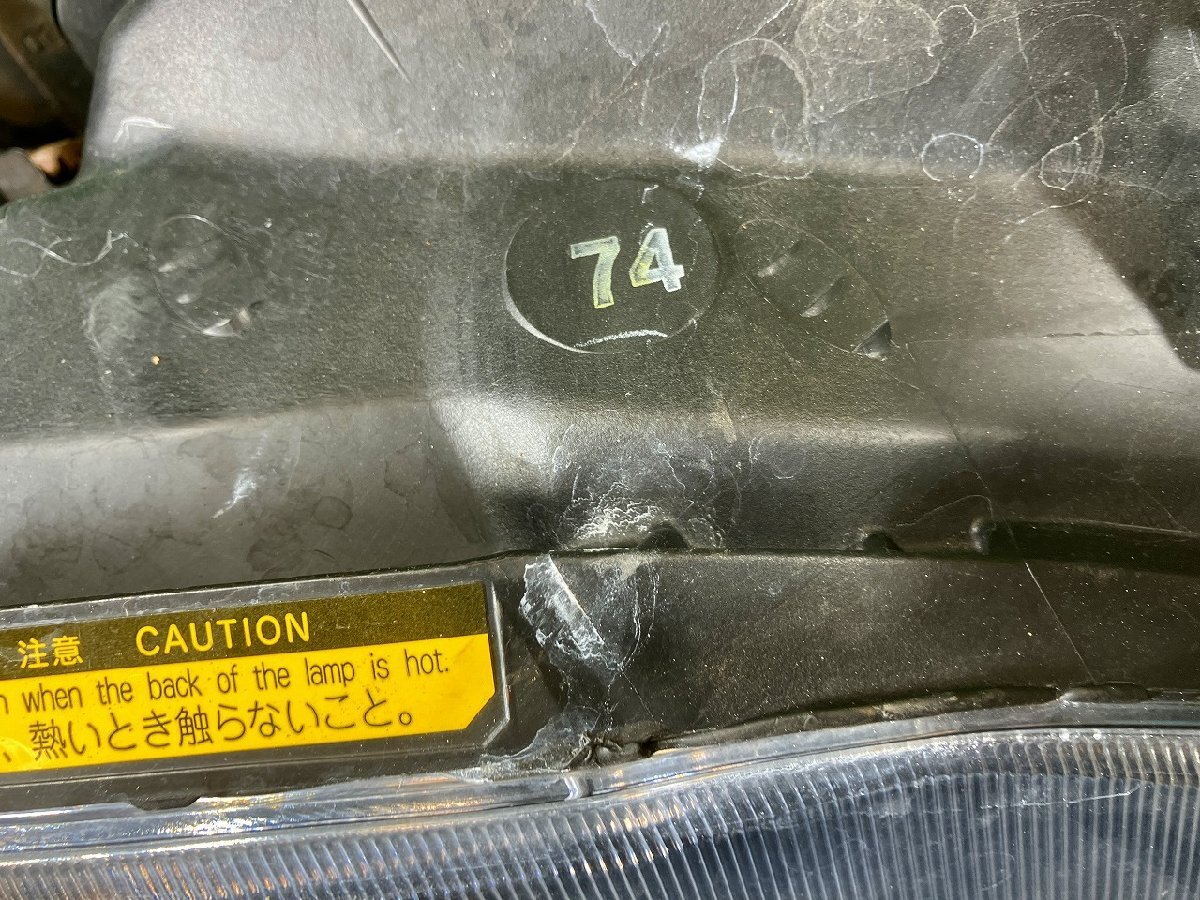 74
注意 CAUTION
when the back of the lamp is hot.
熱いとき触らないこと。